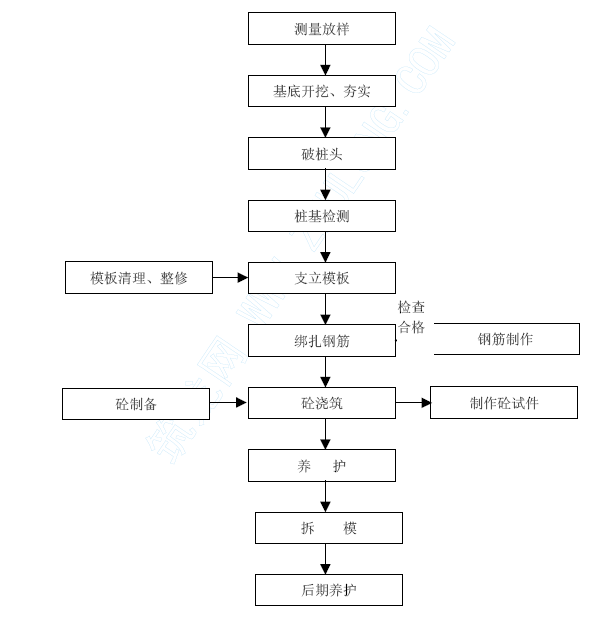 测量放样
基底开挖、夯实
破桩头
桩基检测
模板清理、整修
支立模板
检查
合格
绑扎钢筋
钢筋制作
砼制备
砼浇筑
制作砼试件
养 护
拆 模
后期养护